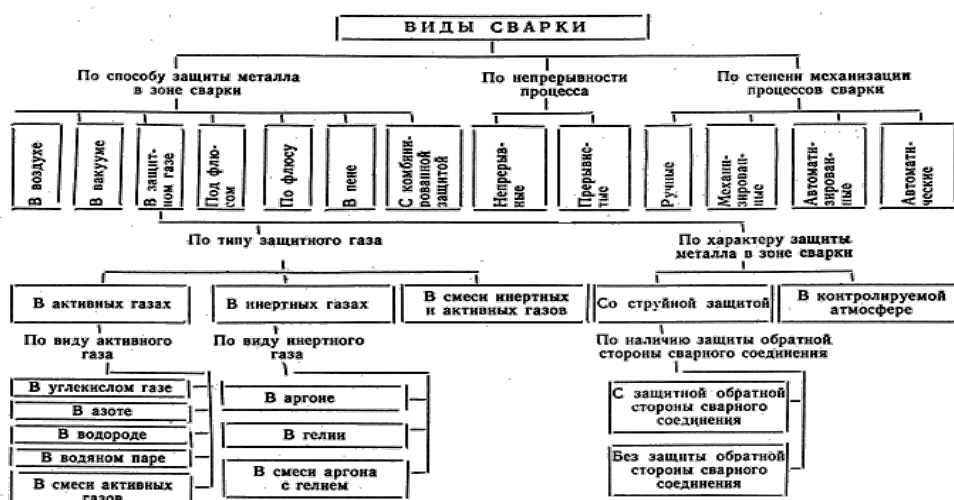 ВИДЫ СВАРКИ
По способу защиты металла
в зоне сварки
По непрерывности
процесса
По степени механизации
процессов сварки
В воздухе
В вакууме
В защит-
ном газе
Под флю-
сом
По флюсу
В пене
С комбини-
рованной
защитой
Непрерыв-
ные
Прерывис-
тые
Ручные
Механи-
зирован-
ные
Автомати-
зирован-
ные
Автомати-
ческие
По типу защитного газа
По характеру защиты
металла в зоне сварки
В активных газах
В инертных газах
В смеси инертных
и активных газов
Со струйной защитой
В контролируемой
атмосфере
По виду активного
газа
По виду инертного
газа
По наличию защиты обратной
стороны сварного соединения
В углекислом газе
В азоте
В водороде
В водяном паре
В смеси активных
газов
В аргоне
В гелии
В смеси аргона
с гелием
С защитной обратной
стороны сварного
соединения
Без защиты обратной
стороны сварного
соединения